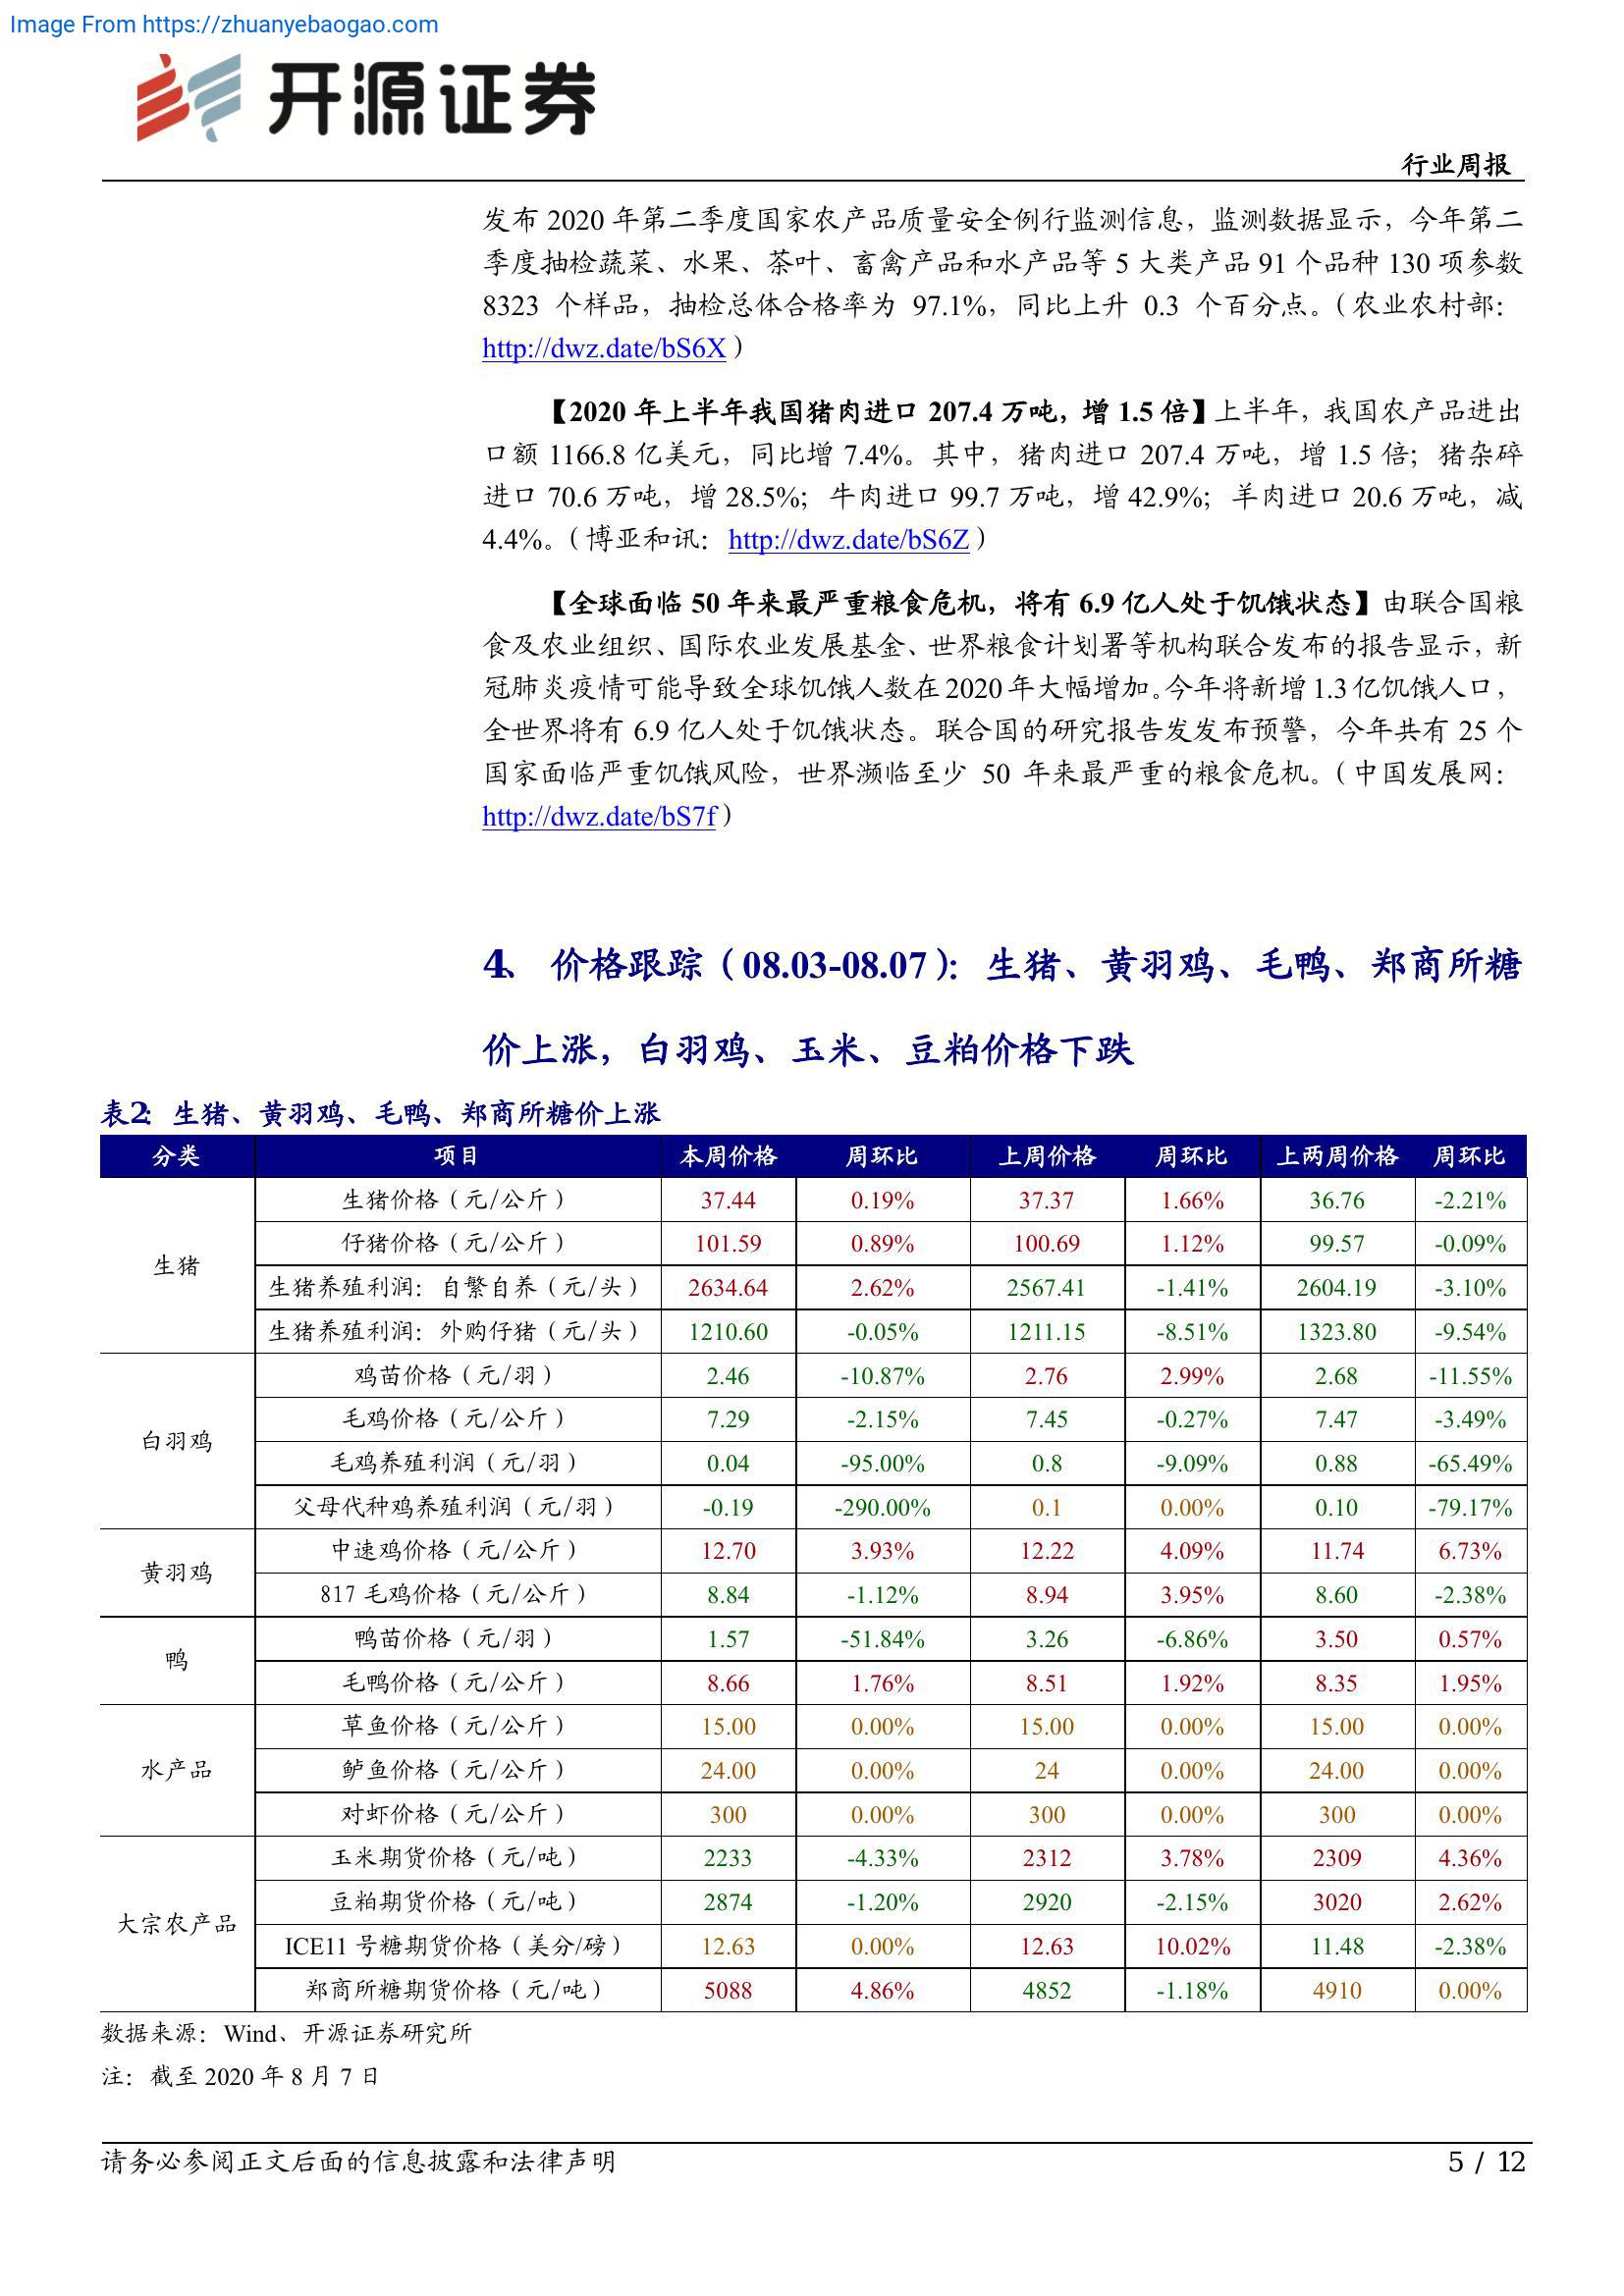 Image From https://zhuanyebaogao.com
开源证券
行业周报
发布 2020 年第二季度国家农产品质量安全例行监测信息，监测数据显示，今年第二
季度抽检蔬菜、水果、茶叶、畜禽产品和水产品等 5 大类产品 91 个品种 130 项参数
8323 个样品，抽检总体合格率为 97.1%，同比上升 0.3 个百分点。（农业农村部：
http://dwz.date/bS6X）
【2020 年上半年我国猪肉进口 207.4 万吨，增 1.5 倍】上半年，我国农产品进出
口额 1166.8 亿美元，同比增 7.4%。其中，猪肉进口 207.4 万吨，增 1.5 倍；猪杂碎
进口 70.6 万吨，增 28.5%；牛肉进口 99.7 万吨，增 42.9%；羊肉进口 20.6 万吨，减
4.4%。（博亚和讯：http://dwz.date/bS6Z）
【全球面临 50 年来最严重粮食危机，将有 6.9 亿人处于饥饿状态】由联合国粮
食及农业组织、国际农业发展基金、世界粮食计划署等机构联合发布的报告显示，新
冠肺炎疫情可能导致全球饥饿人数在 2020 年大幅增加。今年将新增 1.3 亿饥饿人口，
全世界将有 6.9 亿人处于饥饿状态。联合国的研究报告发发布预警，今年共有 25 个
国家面临严重饥饿风险，世界濒临至少 50 年来最严重的粮食危机。（中国发展网：
http://dwz.date/bS7f）
4、 价格跟踪（08.03-08.07）：生猪、黄羽鸡、毛鸭、郑商所糖
价上涨，白羽鸡、玉米、豆粕价格下跌
表2： 生猪、黄羽鸡、毛鸭、郑商所糖价上涨
分类 项目 本周价格 周环比 上周价格 周环比 上两周价格 周环比
生猪 生猪价格（元/公斤） 37.44 0.19% 37.37 1.66% 36.76 -2.21%
仔猪价格（元/公斤） 101.59 0.89% 100.69 1.12% 99.57 -0.09%
生猪养殖利润：自繁自养（元/头） 2634.64 2.62% 2567.41 -1.41% 2604.19 -3.10%
生猪养殖利润：外购仔猪（元/头） 1210.60 -0.05% 1211.15 -8.51% 1323.80 -9.54%
白羽鸡 鸡苗价格（元/羽） 2.46 -10.87% 2.76 2.99% 2.68 -11.55%
毛鸡价格（元/公斤） 7.29 -2.15% 7.45 -0.27% 7.47 -3.49%
毛鸡养殖利润（元/羽） 0.04 -95.00% 0.8 -9.09% 0.88 -65.49%
父母代种鸡养殖利润（元/羽） -0.19 -290.00% 0.1 0.00% 0.10 -79.17%
黄羽鸡 中速鸡价格（元/公斤） 12.70 3.93% 12.22 4.09% 11.74 6.73%
817 毛鸡价格（元/公斤） 8.84 -1.12% 8.94 3.95% 8.60 -2.38%
鸭 鸭苗价格（元/羽） 1.57 -51.84% 3.26 -6.86% 3.50 0.57%
毛鸭价格（元/公斤） 8.66 1.76% 8.51 1.92% 8.35 1.95%
水产品 草鱼价格（元/公斤） 15.00 0.00% 15.00 0.00% 15.00 0.00%
鲈鱼价格（元/公斤） 24.00 0.00% 24 0.00% 24.00 0.00%
对虾价格（元/公斤） 300 0.00% 300 0.00% 300 0.00%
大宗农产品 玉米期货价格（元/吨） 2233 -4.33% 2312 3.78% 2309 4.36%
豆粕期货价格（元/吨） 2874 -1.20% 2920 -2.15% 3020 2.62%
ICE11 号糖期货价格（美分/磅） 12.63 0.00% 12.63 10.02% 11.48 -2.38%
郑商所糖期货价格（元/吨） 5088 4.86% 4852 -1.18% 4910 0.00%
数据来源：Wind、开源证券研究所
注：截至 2020 年 8 月 7 日
请务必参阅正文后面的信息披露和法律声明 5 / 12